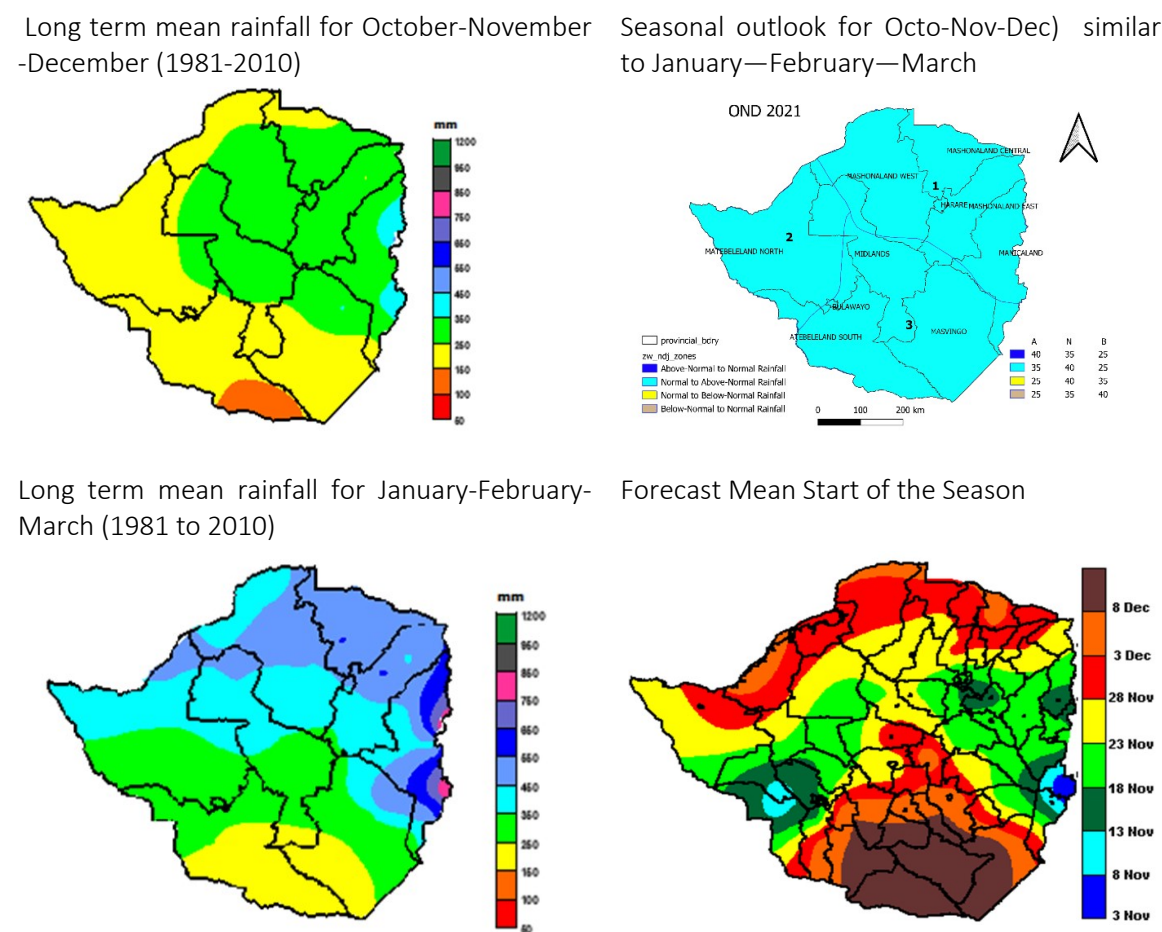 Long term mean rainfall for October-November
-December (1981-2010)
Seasonal outlook for Octo-Nov-Dec) similar
to January—February—March
mm
1200
950
850
750
650
550
450
350
250
150
100
50
OND 2021
MASHONALAND CENTRAL
MASHONALAND WEST
1
HARARE
MASHONALAND EAST
2
MATEBELELAND NORTH
MIDLANDS
MANICALAND
BULAWAYO
3
ATEBELELAND SOUTH
MASVINGO
provincial_bdry
zw_ndj_zones
Above-Normal to Normal Rainfall
Normal to Above-Normal Rainfall
Normal to Below-Normal Rainfall
Below-Normal to Normal Rainfall
0 100 200 km
A N B
40 35 25
35 40 25
25 40 35
25 35 40
Long term mean rainfall for January-February-
March (1981 to 2010)
Forecast Mean Start of the Season
mm
1200
950
850
750
650
550
450
350
250
150
100
50
8 Dec
3 Dec
28 Nov
23 Nov
18 Nov
13 Nov
8 Nov
3 Nov